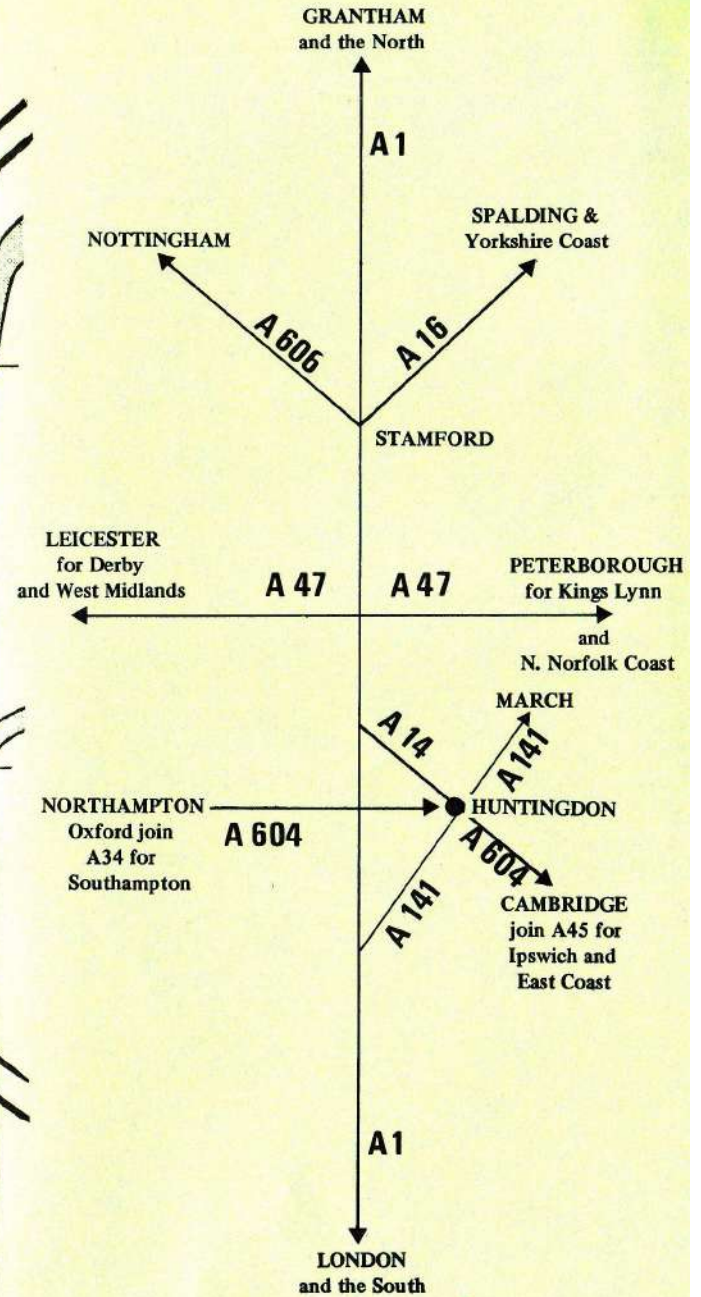 GRANTHAM
and the North
A1
SPALDING &
Yorkshire Coast
NOTTINGHAM
A 606
A 16
STAMFORD
LEICESTER
for Derby
and West Midlands
A 47
A 47
PETERBOROUGH
for Kings Lynn
and
N. Norfolk Coast
MARCH
A 14
A 141
NORTHAMPTON
Oxford join
A34 for
Southampton
A 604
HUNTINGDON
A 604
A 141
CAMBRIDGE
join A45 for
Ipswich and
East Coast
A1
LONDON
and the South